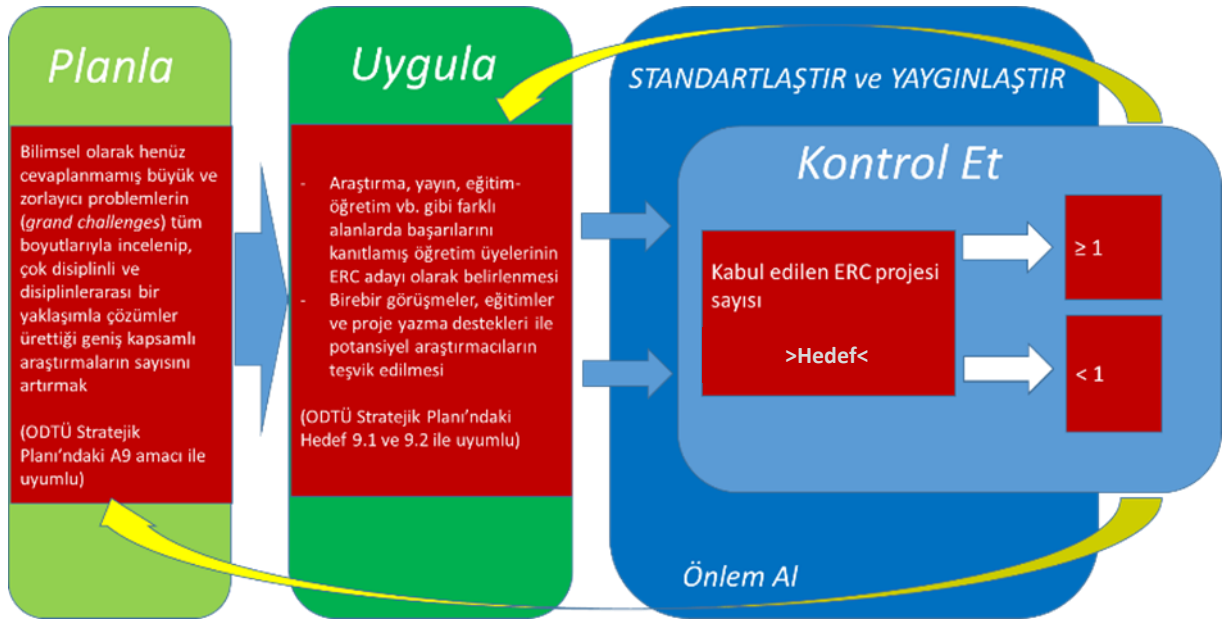 Planla
Bilimsel olarak henüz
cevaplanmamış büyük ve
zorlayıcı problemlerin
(grand challenges) tüm
boyutlarıyla incelenip,
çok disiplinli ve
disiplinlerarası bir
yaklaşımla çözümler
ürettiği geniş kapsamlı
araştırmaların sayısını
artırmak
(ODTÜ Stratejik
Planı’ndaki A9 amacı ile
uyumlu)
Uygula
- Araştırma, yayın, eğitim-
öğretim vb. gibi farklı
alanlarda başarılarını
kanıtlamış öğretim üyelerinin
ERC adayı olarak belirlenmesi
- Birebir görüşmeler, eğitimler
ve proje yazma destekleri ile
potansiyel araştırmacıların
teşvik edilmesi
(ODTÜ Stratejik Planı’ndaki
Hedef 9.1 ve 9.2 ile uyumlu)
STANDARTLAŞTIR ve YAYGINLAŞTIR
Kontrol Et
Kabul edilen ERC projesi
sayısı
>Hedef<
≥ 1
< 1
Önlem Al